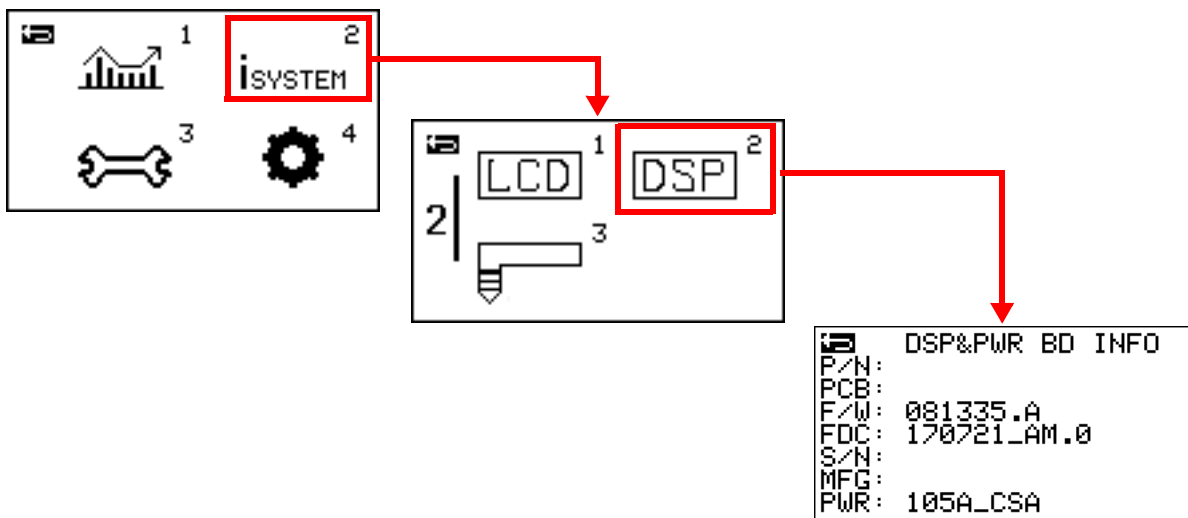 1
2
iSYSTEM
3
4
1
LCD
2
DSP
2
3
DSP&PWR BD INFO
P/N:
PCB:
F/W: 081335.A
FDC: 170721_AM.0
S/N:
MFG:
PWR: 105A_CSA